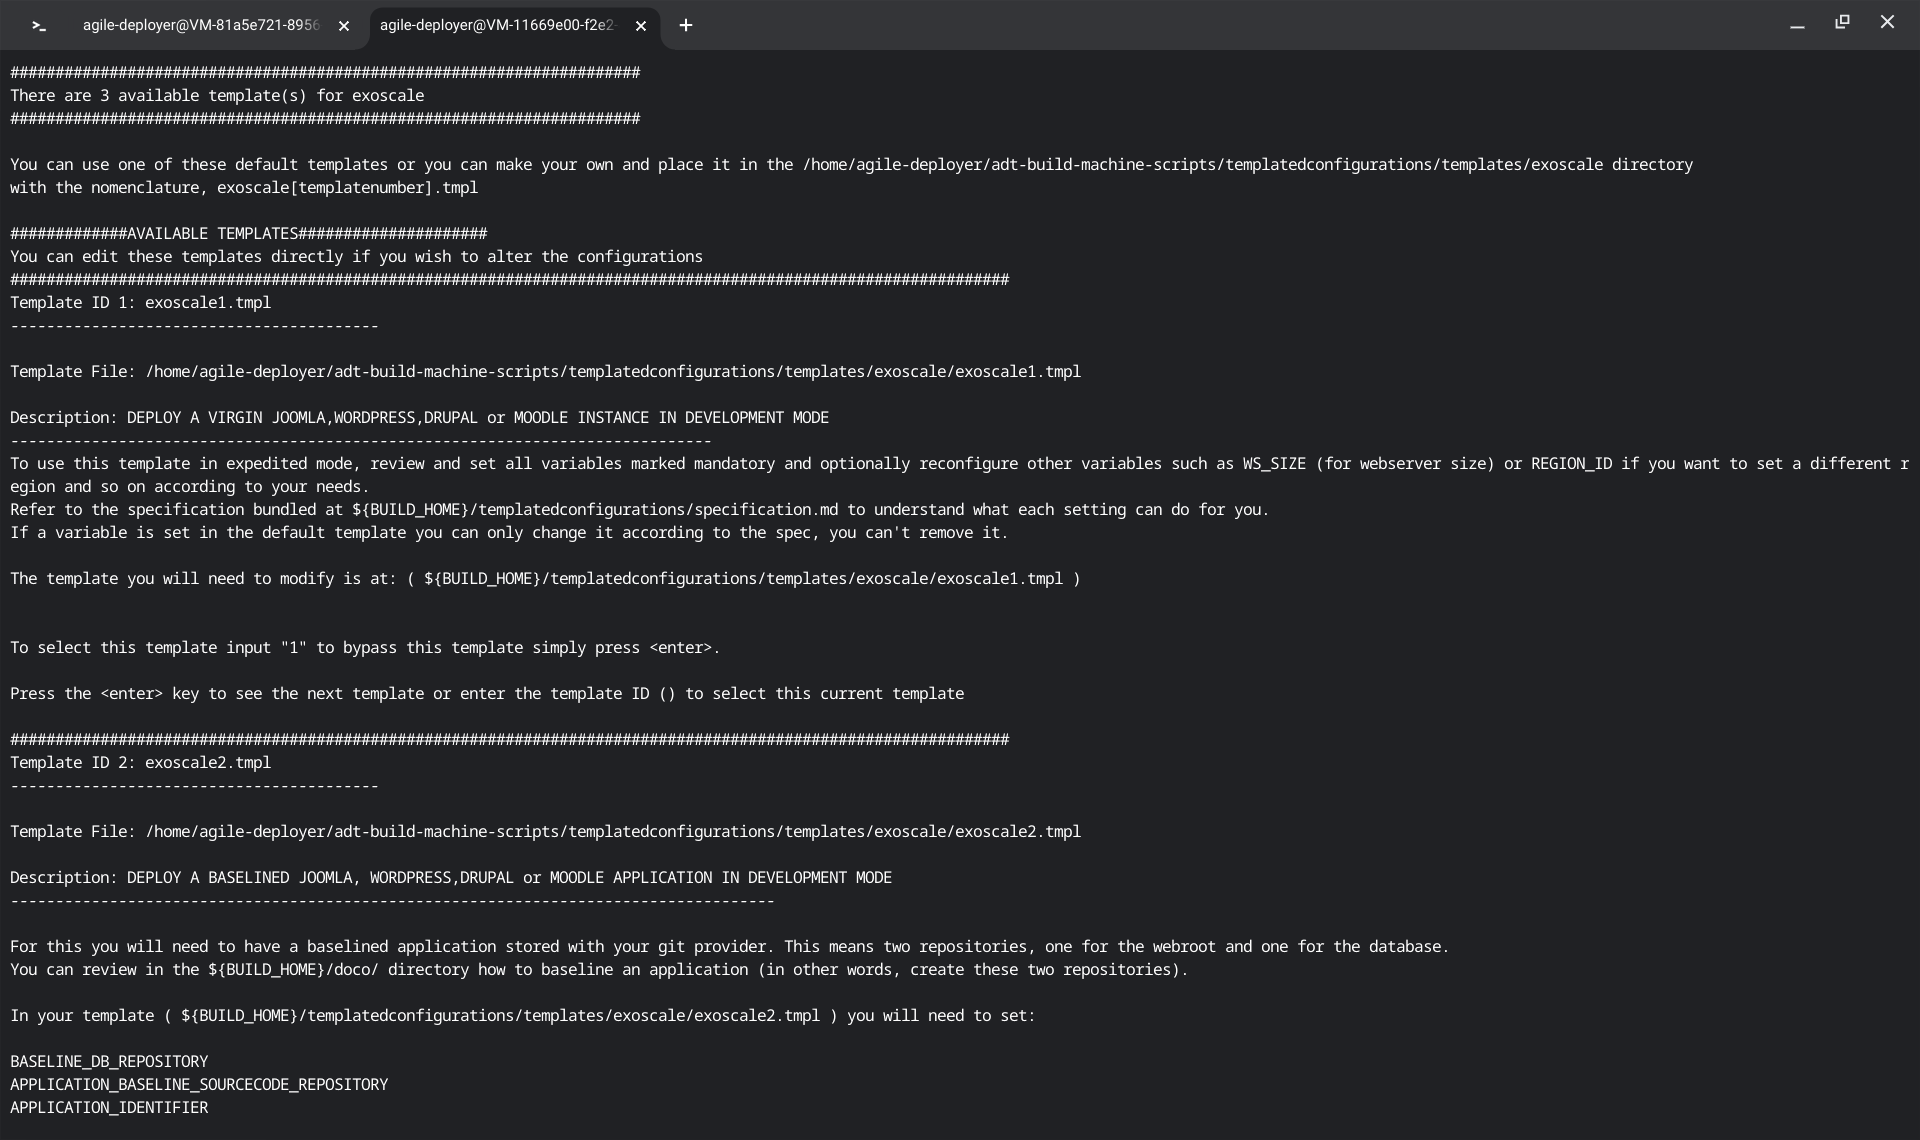 agile-deployer@VM-81a5e721-8956
agile-deployer@VM-11669e00-f2e2-
######################################################################
There are 3 available template(s) for exoscale
######################################################################
You can use one of these default templates or you can make your own and place it in the /home/agile-deployer/adt-build-machine-scripts/templatedconfigurations/templates/exoscale directory
with the nomenclature, exoscale[templatenumber].tmpl
#############AVAILABLE TEMPLATES#####################
You can edit these templates directly if you wish to alter the configurations
###############################################################################################################
Template ID 1: exoscale1.tmpl
-----------------------------------------
Template File: /home/agile-deployer/adt-build-machine-scripts/templatedconfigurations/templates/exoscale/exoscale1.tmpl
Description: DEPLOY A VIRGIN JOOMLA,WORDPRESS,DRUPAL or MOODLE INSTANCE IN DEVELOPMENT MODE
------------------------------------------------------------------------------
To use this template in expedited mode, review and set all variables marked mandatory and optionally reconfigure other variables such as WS_SIZE (for webserver size) or REGION_ID if you want to set a different r
egion and so on according to your needs.
Refer to the specification bundled at ${BUILD_HOME}/templatedconfigurations/specification.md to understand what each setting can do for you.
If a variable is set in the default template you can only change it according to the spec, you can't remove it.
The template you will need to modify is at: ( ${BUILD_HOME}/templatedconfigurations/templates/exoscale/exoscale1.tmpl )
To select this template input "1" to bypass this template simply press <enter>.
Press the <enter> key to see the next template or enter the template ID () to select this current template
###############################################################################################################
Template ID 2: exoscale2.tmpl
-----------------------------------------
Template File: /home/agile-deployer/adt-build-machine-scripts/templatedconfigurations/templates/exoscale/exoscale2.tmpl
Description: DEPLOY A BASELINED JOOMLA, WORDPRESS,DRUPAL or MOODLE APPLICATION IN DEVELOPMENT MODE
-------------------------------------------------------------------------------------
For this you will need to have a baselined application stored with your git provider. This means two repositories, one for the webroot and one for the database.
You can review in the ${BUILD_HOME}/doco/ directory how to baseline an application (in other words, create these two repositories).
In your template ( ${BUILD_HOME}/templatedconfigurations/templates/exoscale/exoscale2.tmpl ) you will need to set:
BASELINE_DB_REPOSITORY
APPLICATION_BASELINE_SOURCECODE_REPOSITORY
APPLICATION_IDENTIFIER